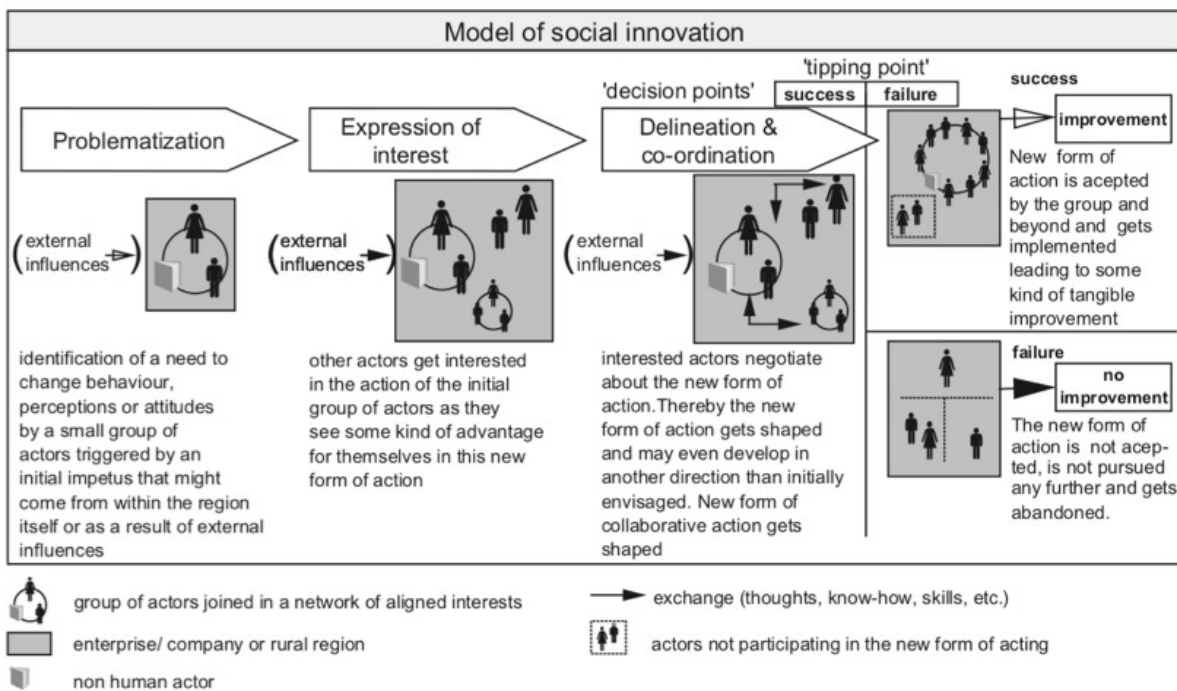 Model of social innovation
Problematization
Expression of
interest
'decision points'
Delineation &
co-ordination
'tipping point'
success
failure
(external
influences)
identification of a need to
change behaviour,
perceptions or attitudes
by a small group of
actors triggered by an
initial impetus that might
come from within the region
itself or as a result of external
influences
(external
influences)
other actors get interested
in the action of the initial
group of actors as they
see some kind of advantage
for themselves in this new
form of action
(external
influences)
interested actors negotiate
about the new form of
action.Thereby the new
form of action gets shaped
and may even develop in
another direction than initially
envisaged. New form of
collaborative action gets
shaped
success
improvement
New form of
action is acepted
by the group and
beyond and gets
implemented
leading to some
kind of tangible
improvement
failure
no
improvement
The new form of
action is not acep-
ted, is not pursued
any further and gets
abandoned.
group of actors joined in a network of aligned interests
enterprise/ company or rural region
non human actor
exchange (thoughts, know-how, skills, etc.)
actors not participating in the new form of acting